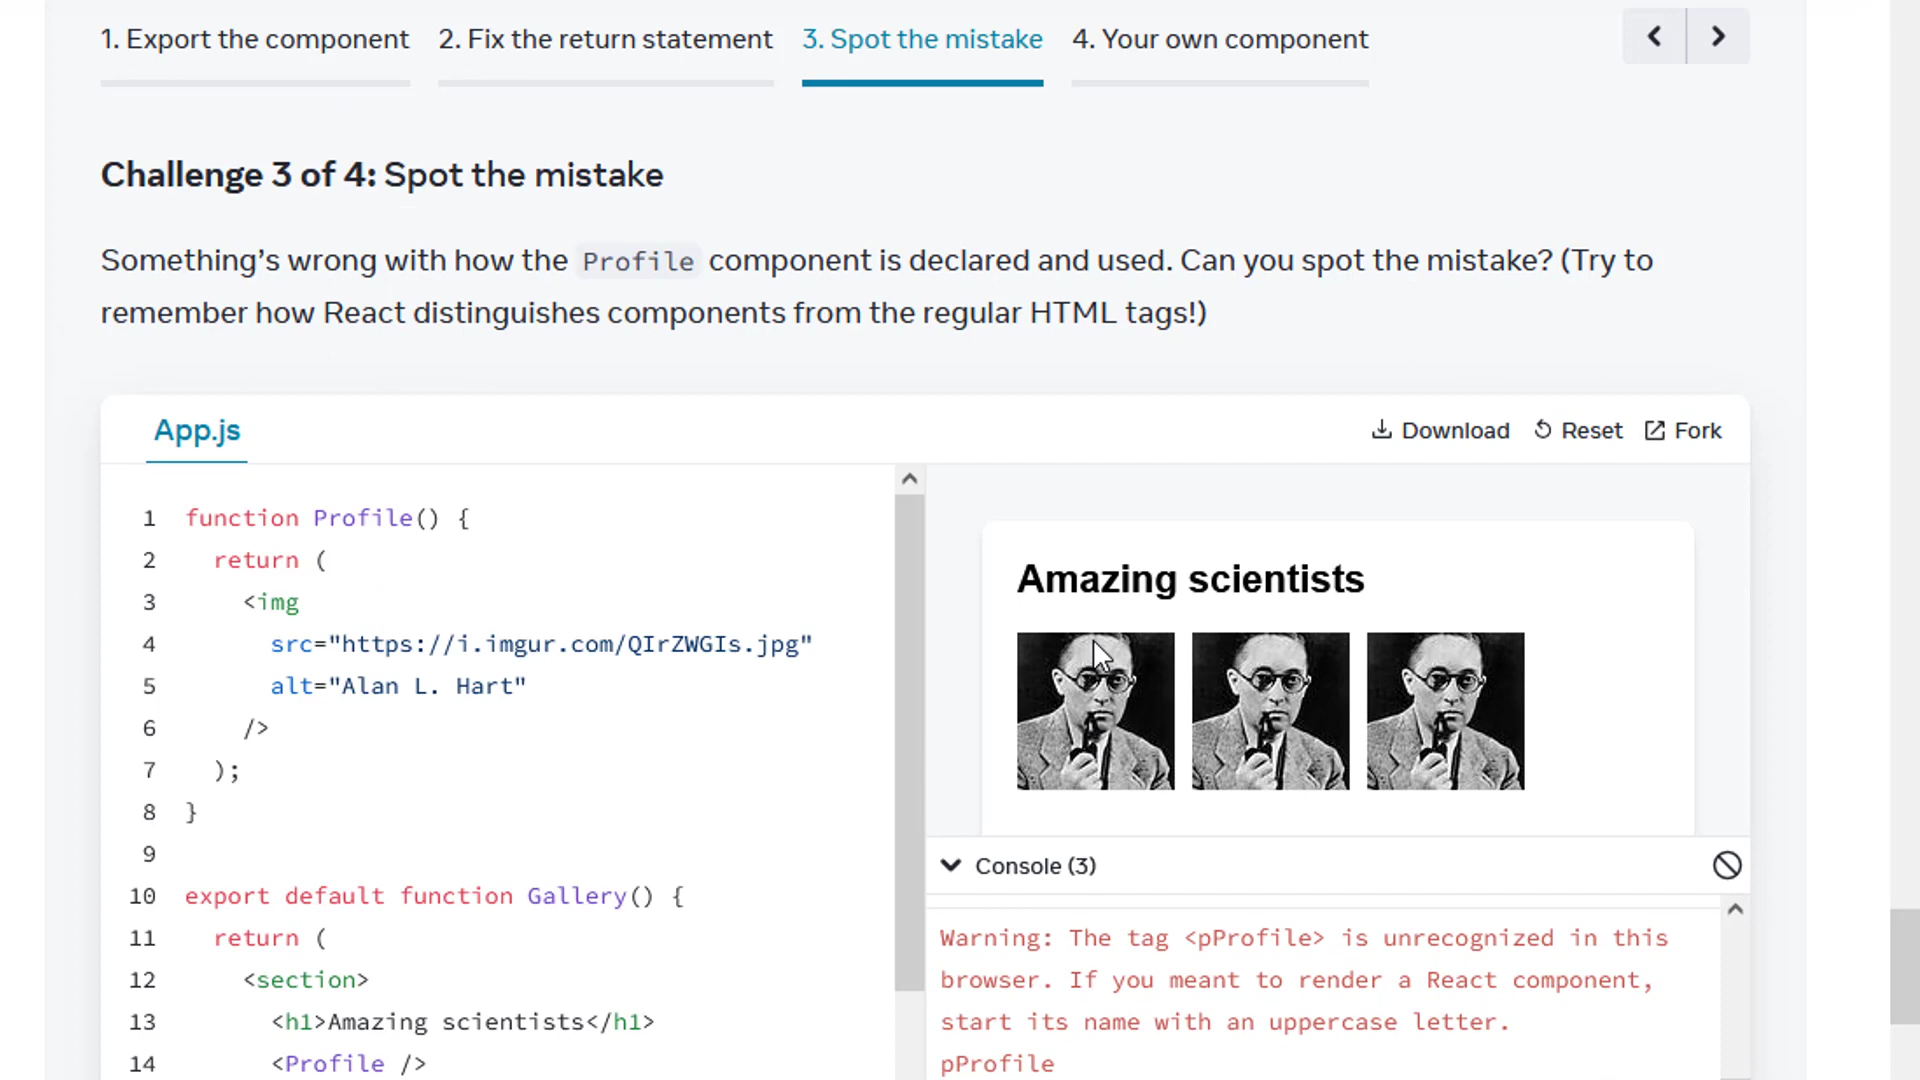 1. Export the component 2. Fix the return statement 3. Spot the mistake 4. Your own component
Challenge 3 of 4: Spot the mistake
Something's wrong with how the Profile component is declared and used. Can you spot the mistake? (Try to
remember how React distinguishes components from the regular HTML tags!)
App.js
Download Reset Fork
1 function Profile() {
2 return (
3 <img
4 src="https://i.imgur.com/QIrZWGIs.jpg"
5 alt="Alan L. Hart"
6 />
7 );
8 }
9
10 export default function Gallery() {
11 return (
12 <section>
13 <h1>Amazing scientists</h1>
14 <Profile />
Amazing scientists
Console (3)
Warning: The tag <pProfile> is unrecognized in this
browser. If you meant to render a React component,
start its name with an uppercase letter.
pProfile